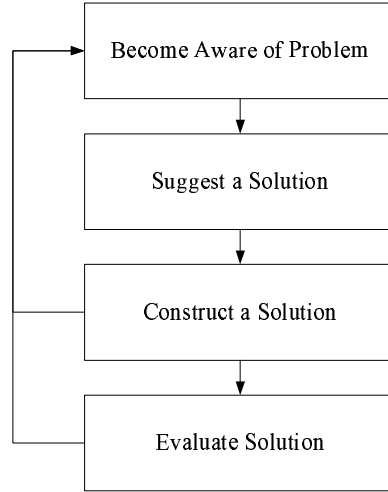 Become Aware of Problem
Suggest a Solution
Construct a Solution
Evaluate Solution